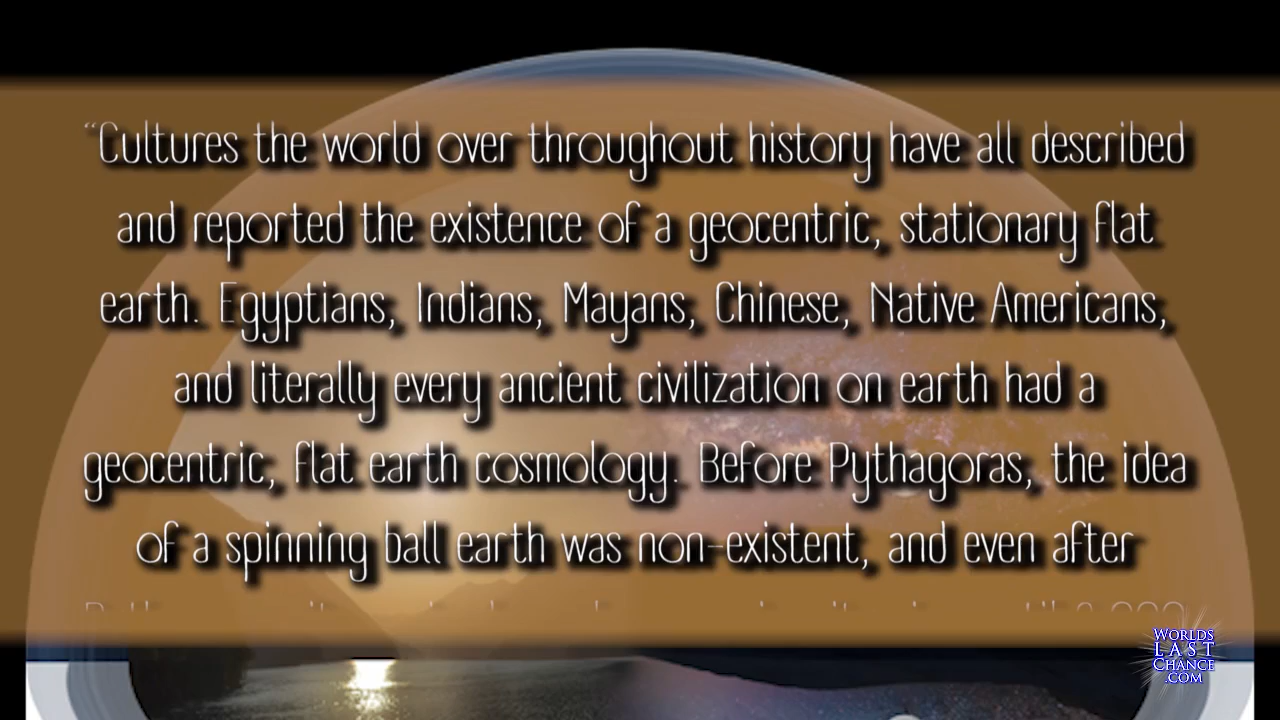 “Cultures the world over throughout history have all described
and reported the existence of a geocentric, stationary flat
earth. Egyptians, Indians, Mayans, Chinese, Native Americans,
and literally every ancient civilization on earth had a
geocentric, flat earth cosmology. Before Pythagoras, the idea
of a spinning ball earth was non-existent, and even after
WORLDS
LAST
CHANCE
.COM